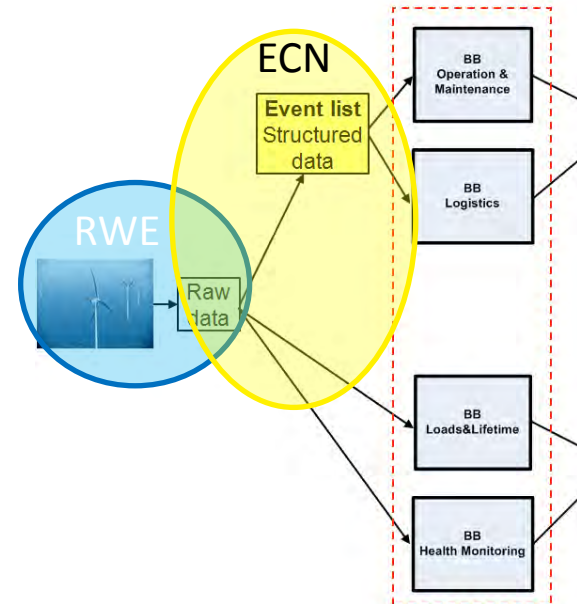 ECN
Event list
Structured
data
BB
Operation &
Maintenance
BB
Logistics
RWE
Raw
data
BB
Loads&Lifetime
BB
Health Monitoring